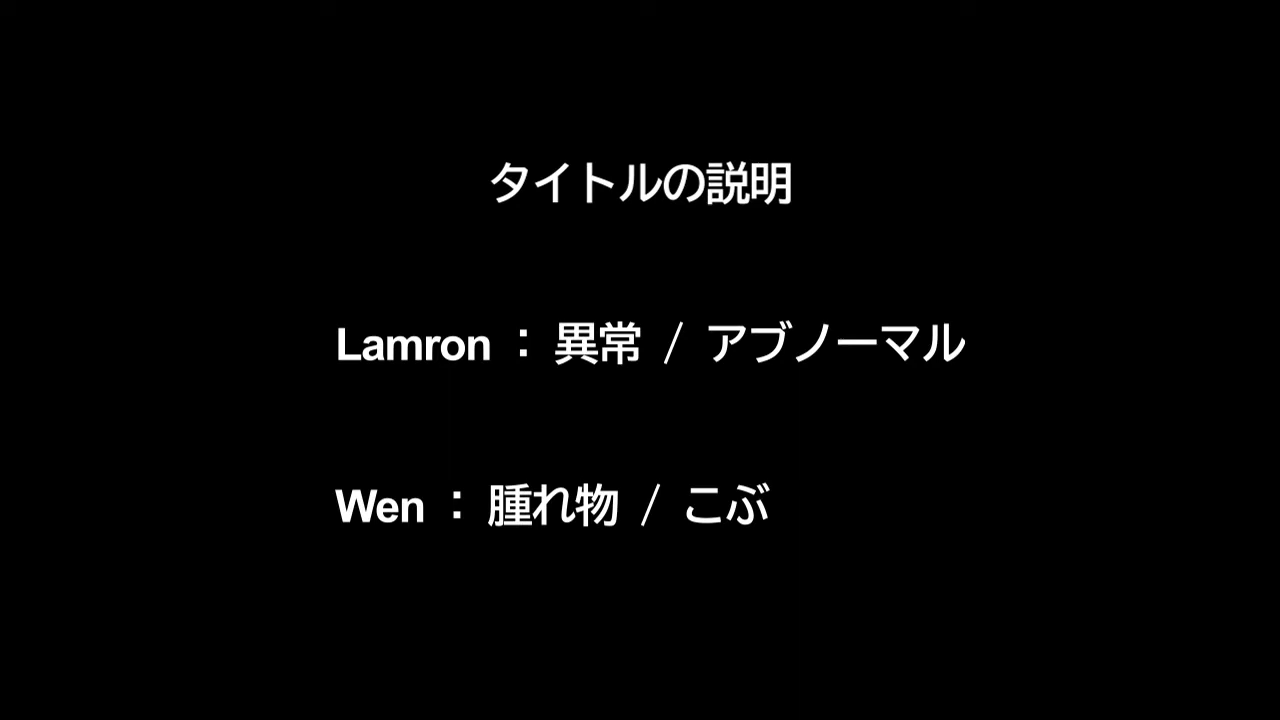 タイトルの説明
Lamron : 異常 / アブノーマル
Wen : 腫れ物 / こぶ